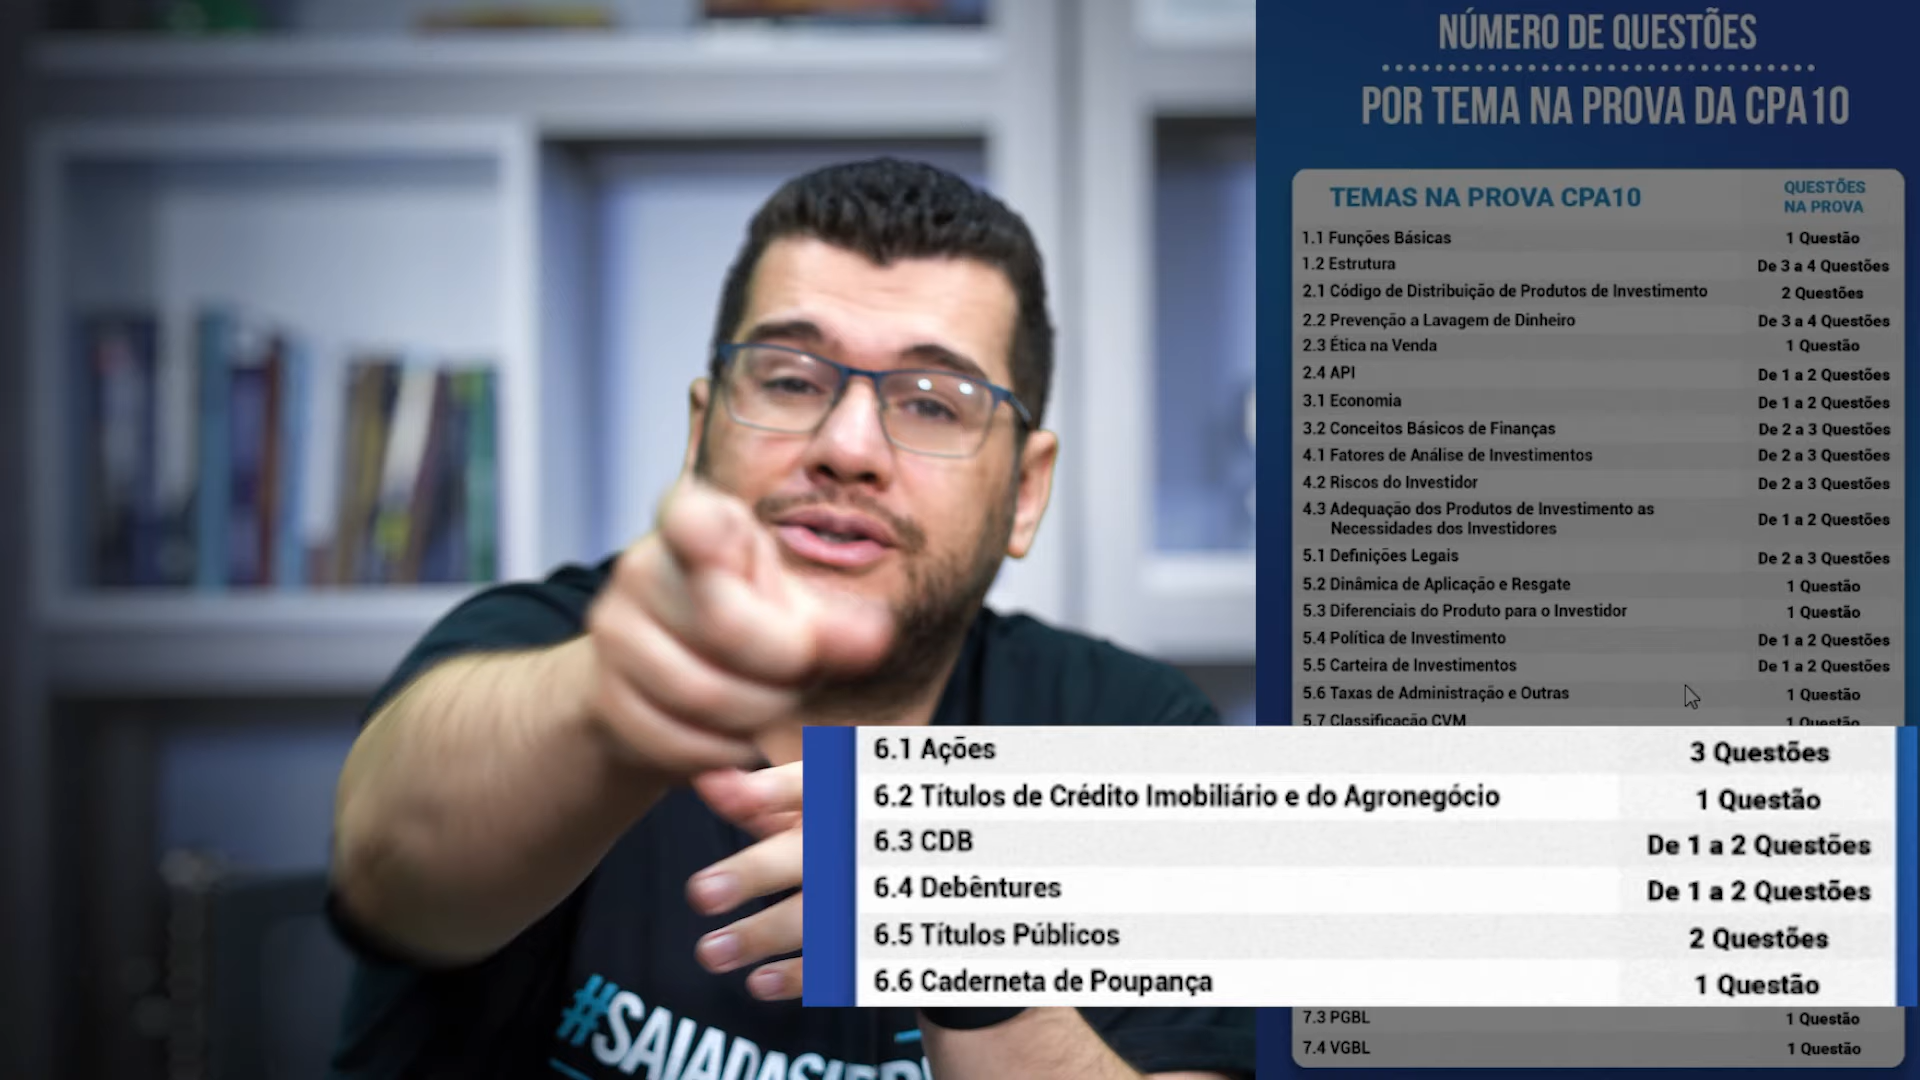 NÚMERO DE QUESTÕES
POR TEMA NA PROVA DA CPA10
TEMAS NA PROVA CPA10 QUESTÕES NA PROVA
1.1 Funções Básicas 1 Questão
1.2 Estrutura De 3 a 4 Questões
2.1 Código de Distribuição de Produtos de Investimento 2 Questões
2.2 Prevenção a Lavagem de Dinheiro De 3 a 4 Questões
2.3 Ética na Venda 1 Questão
2.4 API De 1 a 2 Questões
3.1 Economia De 1 a 2 Questões
3.2 Conceitos Básicos de Finanças De 2 a 3 Questões
4.1 Fatores de Análise de Investimentos De 2 a 3 Questões
4.2 Riscos do Investidor De 2 a 3 Questões
4.3 Adequação dos Produtos de Investimento as
Necessidades dos Investidores De 1 a 2 Questões
5.1 Definições Legais De 2 a 3 Questões
5.2 Dinâmica de Aplicação e Resgate 1 Questão
5.3 Diferenciais do Produto para o Investidor 1 Questão
5.4 Política de Investimento De 1 a 2 Questões
5.5 Carteira de Investimentos De 1 a 2 Questões
5.6 Taxas de Administração e Outras 1 Questão
5.7 Classificação CVM 1 Questão
6.1 Ações 3 Questões
6.2 Títulos de Crédito Imobiliário e do Agronegócio 1 Questão
6.3 CDB De 1 a 2 Questões
6.4 Debêntures De 1 a 2 Questões
6.5 Títulos Públicos 2 Questões
6.6 Caderneta de Poupança 1 Questão
7.3 PGBL 1 Questão
7.4 VGBL 1 Questão